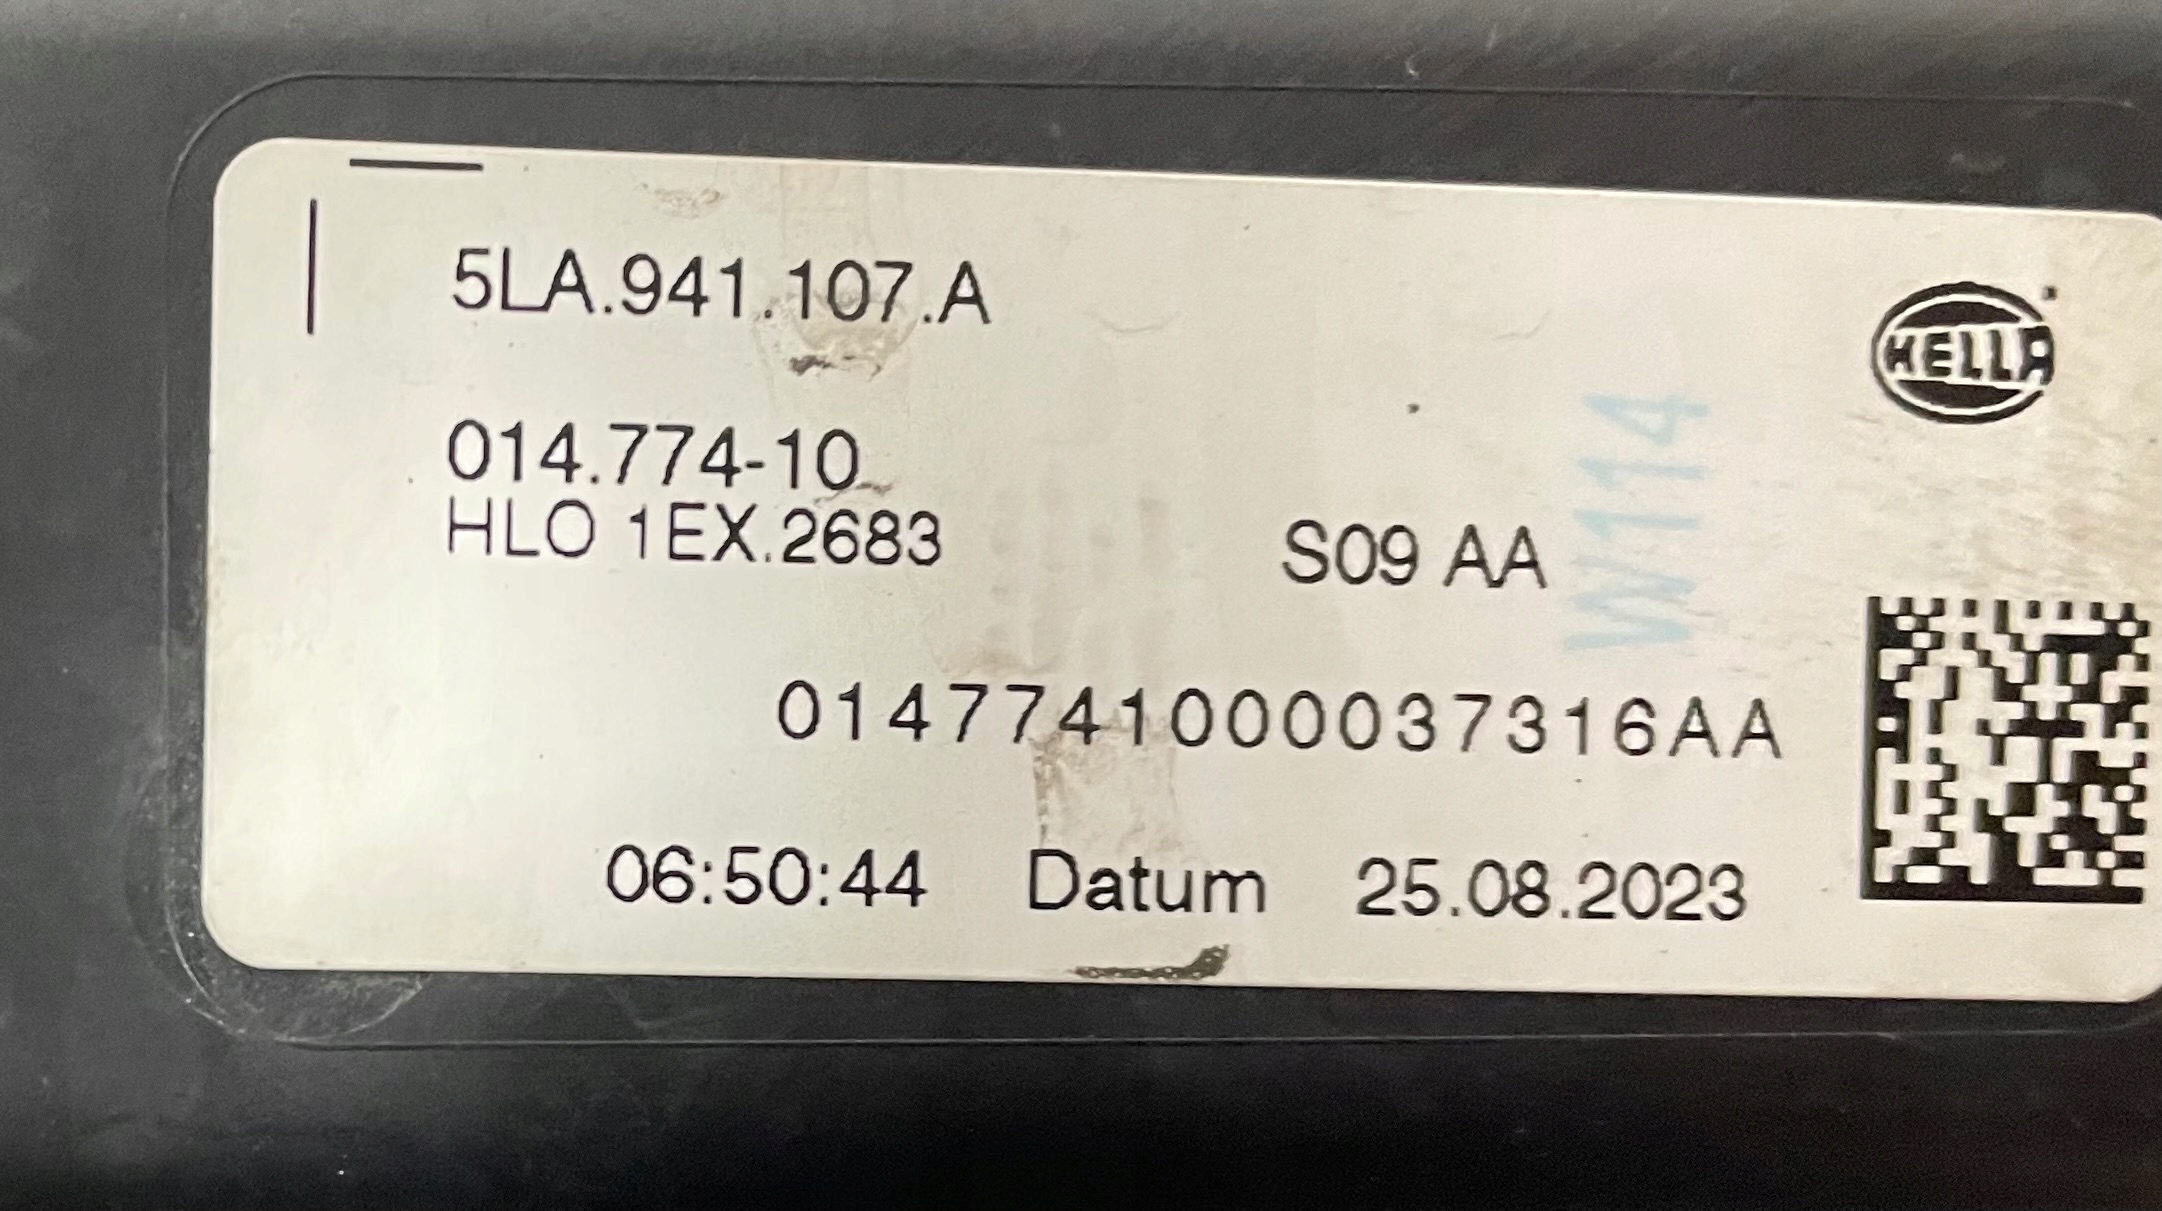 5LA.941.107.A
HELLA
014.774-10
HLO 1EX.2683
S09 AA
W114
0147741000037316AA
06:50:44 Datum 25.08.2023